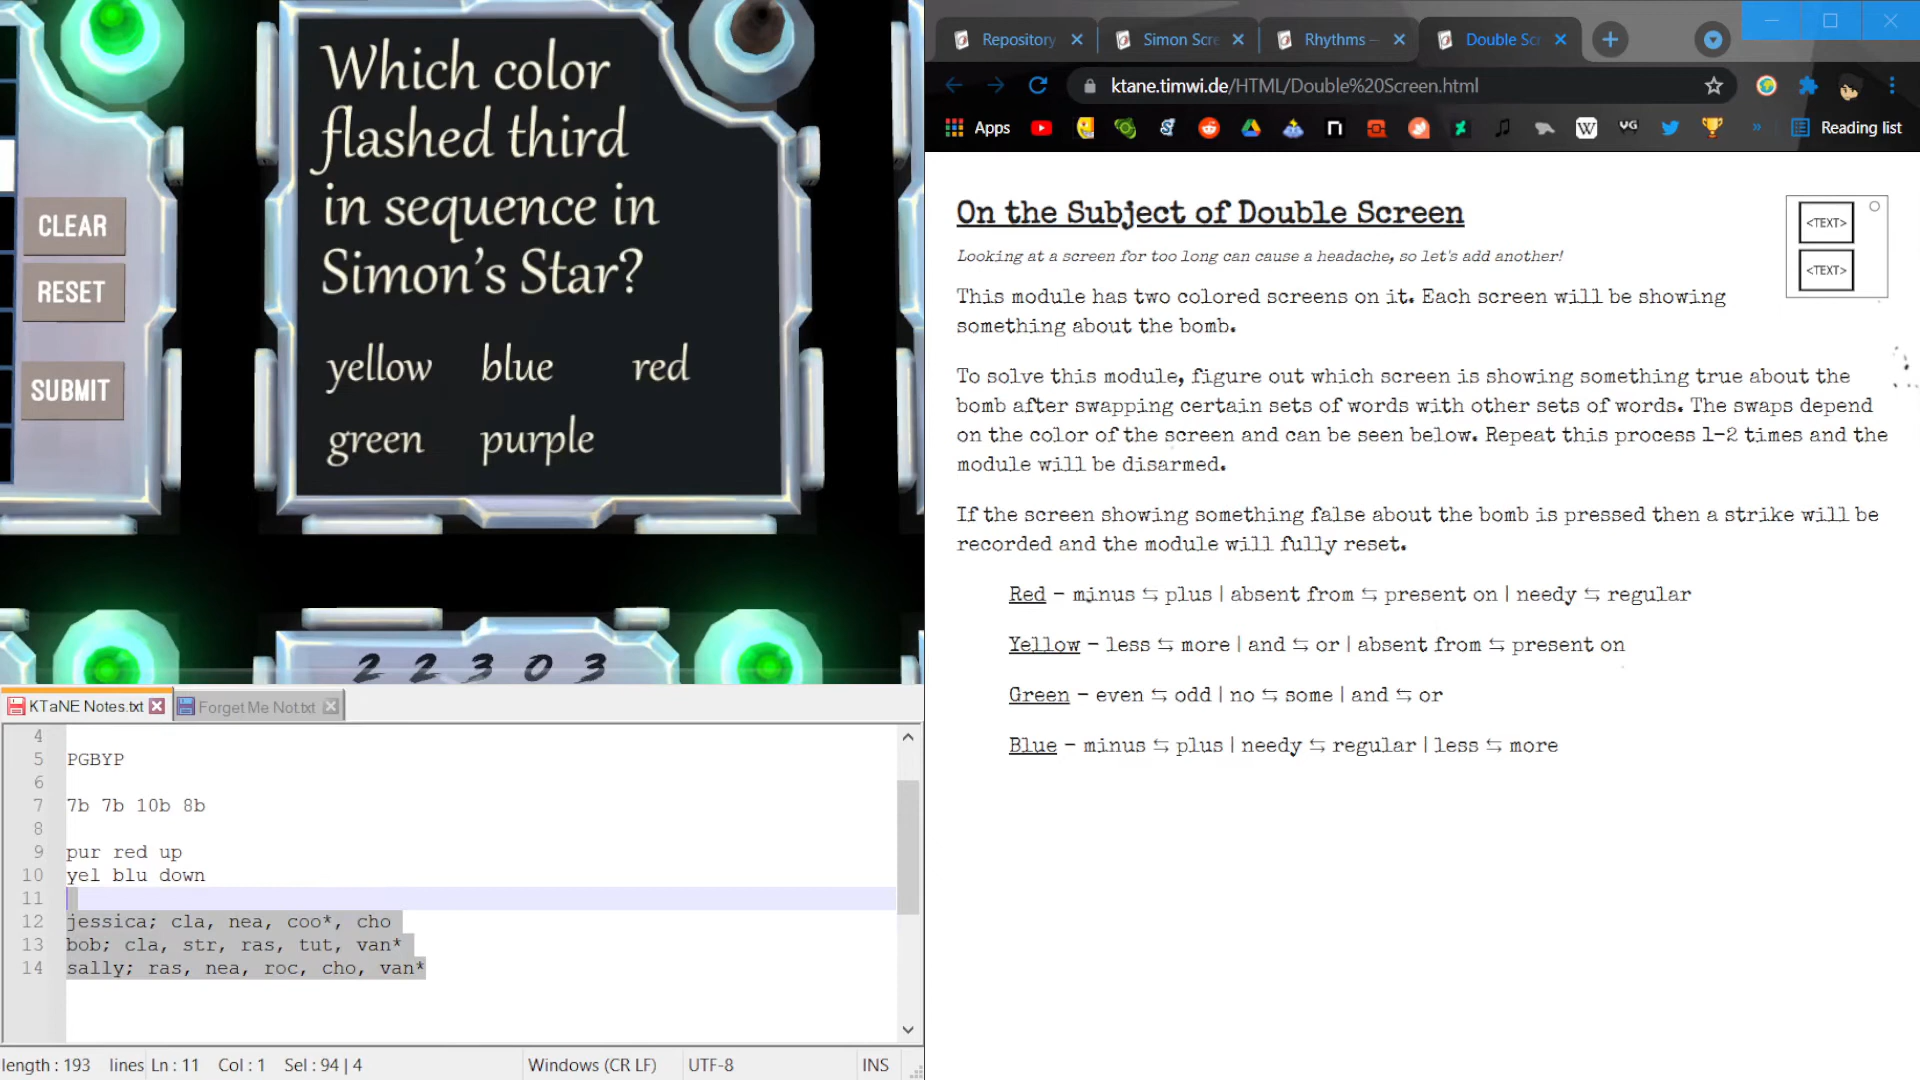 CLEAR
RESET
SUBMIT
Which color
flashed third
in sequence in
Simon's Star?
yellow blue red
green purple
2 2 3 0 3
KTaNE Notes.txt
Forget Me Not.txt
4
5 PGBYP
6
7 7b 7b 10b 8b
8
9 pur red up
10 yel blu down
11
12 jessica; cla, nea, coo*, cho
13 bob; cla, str, ras, tut, van*
14 sally; ras, nea, roc, cho, van*
length : 193 lines Ln : 11 Col : 1 Sel : 94 | 4 Windows (CR LF) UTF-8 INS
Repository Simon Scre Rhythms – Double Scr
ktane.timwi.de/HTML/Double%20Screen.html
Apps Reading list
On the Subject of Double Screen
<TEXT>
<TEXT>
Looking at a screen for too long can cause a headache, so let's add another!
This module has two colored screens on it. Each screen will be showing
something about the bomb.
To solve this module, figure out which screen is showing something true about the
bomb after swapping certain sets of words with other sets of words. The swaps depend
on the color of the screen and can be seen below. Repeat this process 1-2 times and the
module will be disarmed.
If the screen showing something false about the bomb is pressed then a strike will be
recorded and the module will fully reset.
Red – minus ⇆ plus | absent from ⇆ present on | needy ⇆ regular
Yellow – less ⇆ more | and ⇆ or | absent from ⇆ present on
Green – even ⇆ odd | no ⇆ some | and ⇆ or
Blue – minus ⇆ plus | needy ⇆ regular | less ⇆ more